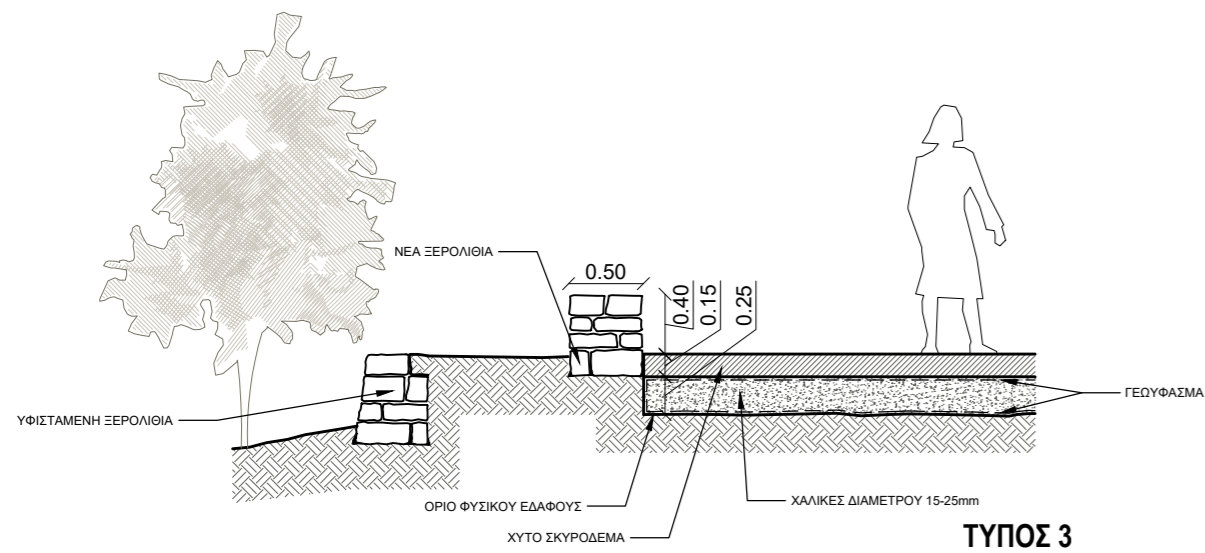 ΝΕΑ ΞΕΡΟΛΙΘΙΑ
0.50
0.40
0.15
0.25
ΥΦΙΣΤΑΜΕΝΗ ΞΕΡΟΛΙΘΙΑ
ΓΕΩΥΦΑΣΜΑ
ΟΡΙΟ ΦΥΣΙΚΟΥ ΕΔΑΦΟΥΣ
ΧΑΛΙΚΕΣ ΔΙΑΜΕΤΡΟΥ 15-25mm
ΧΥΤΟ ΣΚΥΡΟΔΕΜΑ
ΤΥΠΟΣ 3